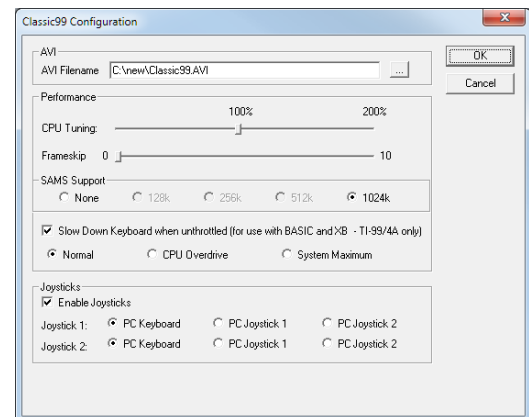 Classic99 Configuration
AVI
AVI Filename C:\new\Classic99.AVI ...
OK
Cancel
Performance
100% 200%
CPU Tuning:
Frameskip 0 10
SAMS Support
None 128k 256k 512k 1024k
Slow Down Keyboard when unthrottled (for use with BASIC and XB - TI-99/4A only)
Normal CPU Overdrive System Maximum
Joysticks
Enable Joysticks
Joystick 1: PC Keyboard PC Joystick 1 PC Joystick 2
Joystick 2: PC Keyboard PC Joystick 1 PC Joystick 2